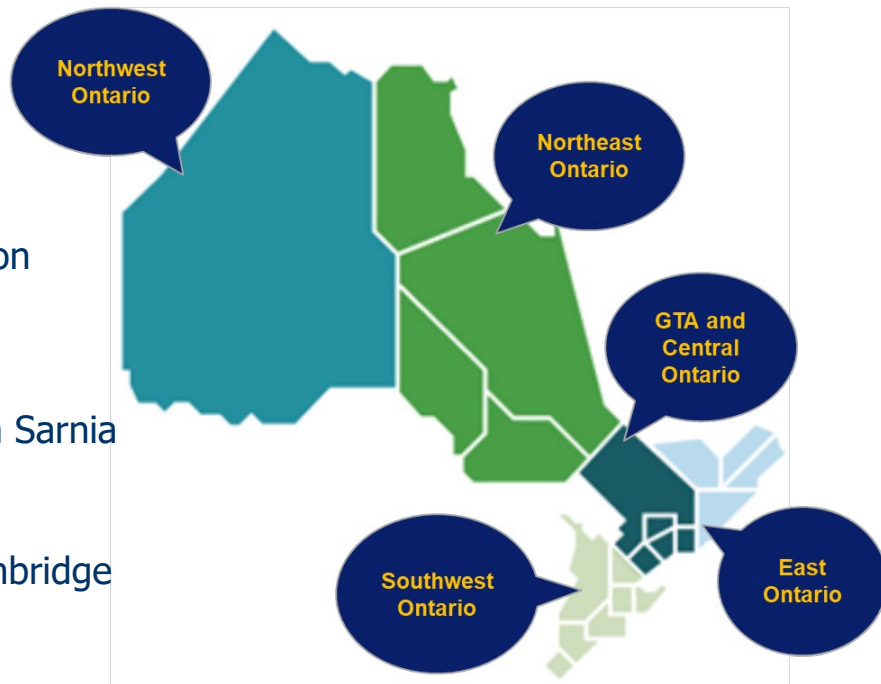 Northwest
Ontario
Northeast
Ontario
on
GTA and
Central
Ontario
Sarnia
nbridge
Southwest
Ontario
East
Ontario